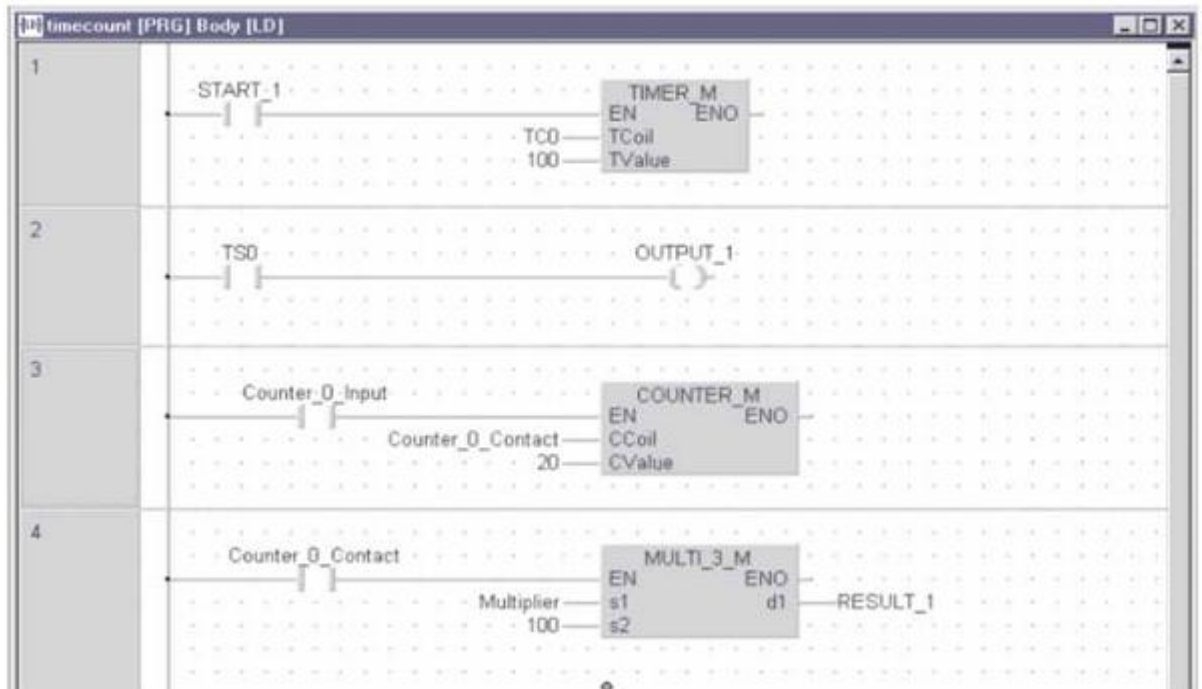 timecount [PRG] Body [LD]
1
START_1
TIMER_M
EN ENO
TC0 TCoil
100 TValue
2
TS0 OUTPUT_1
3
Counter_0_Input
COUNTER_M
EN ENO
Counter_0_Contact CCoil
20 CValue
4
Counter_0_Contact
MULTI_3_M
EN ENO
Multiplier s1 d1 RESULT_1
100 s2